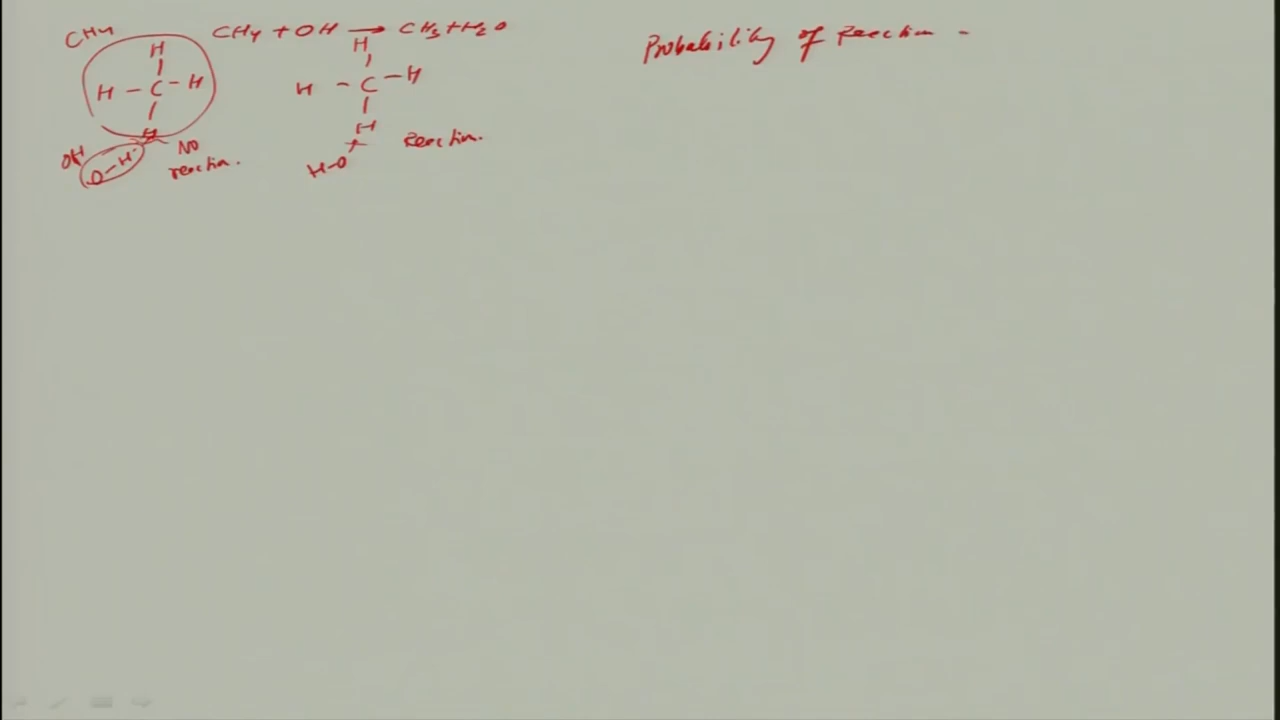 CH4
CH4 + OH → CH3 + H2O
H
H - C - H
H
OH
O - H
No
reaction.
H
H - C - H
H
H-O
Reaction.
Probability of Reaction -